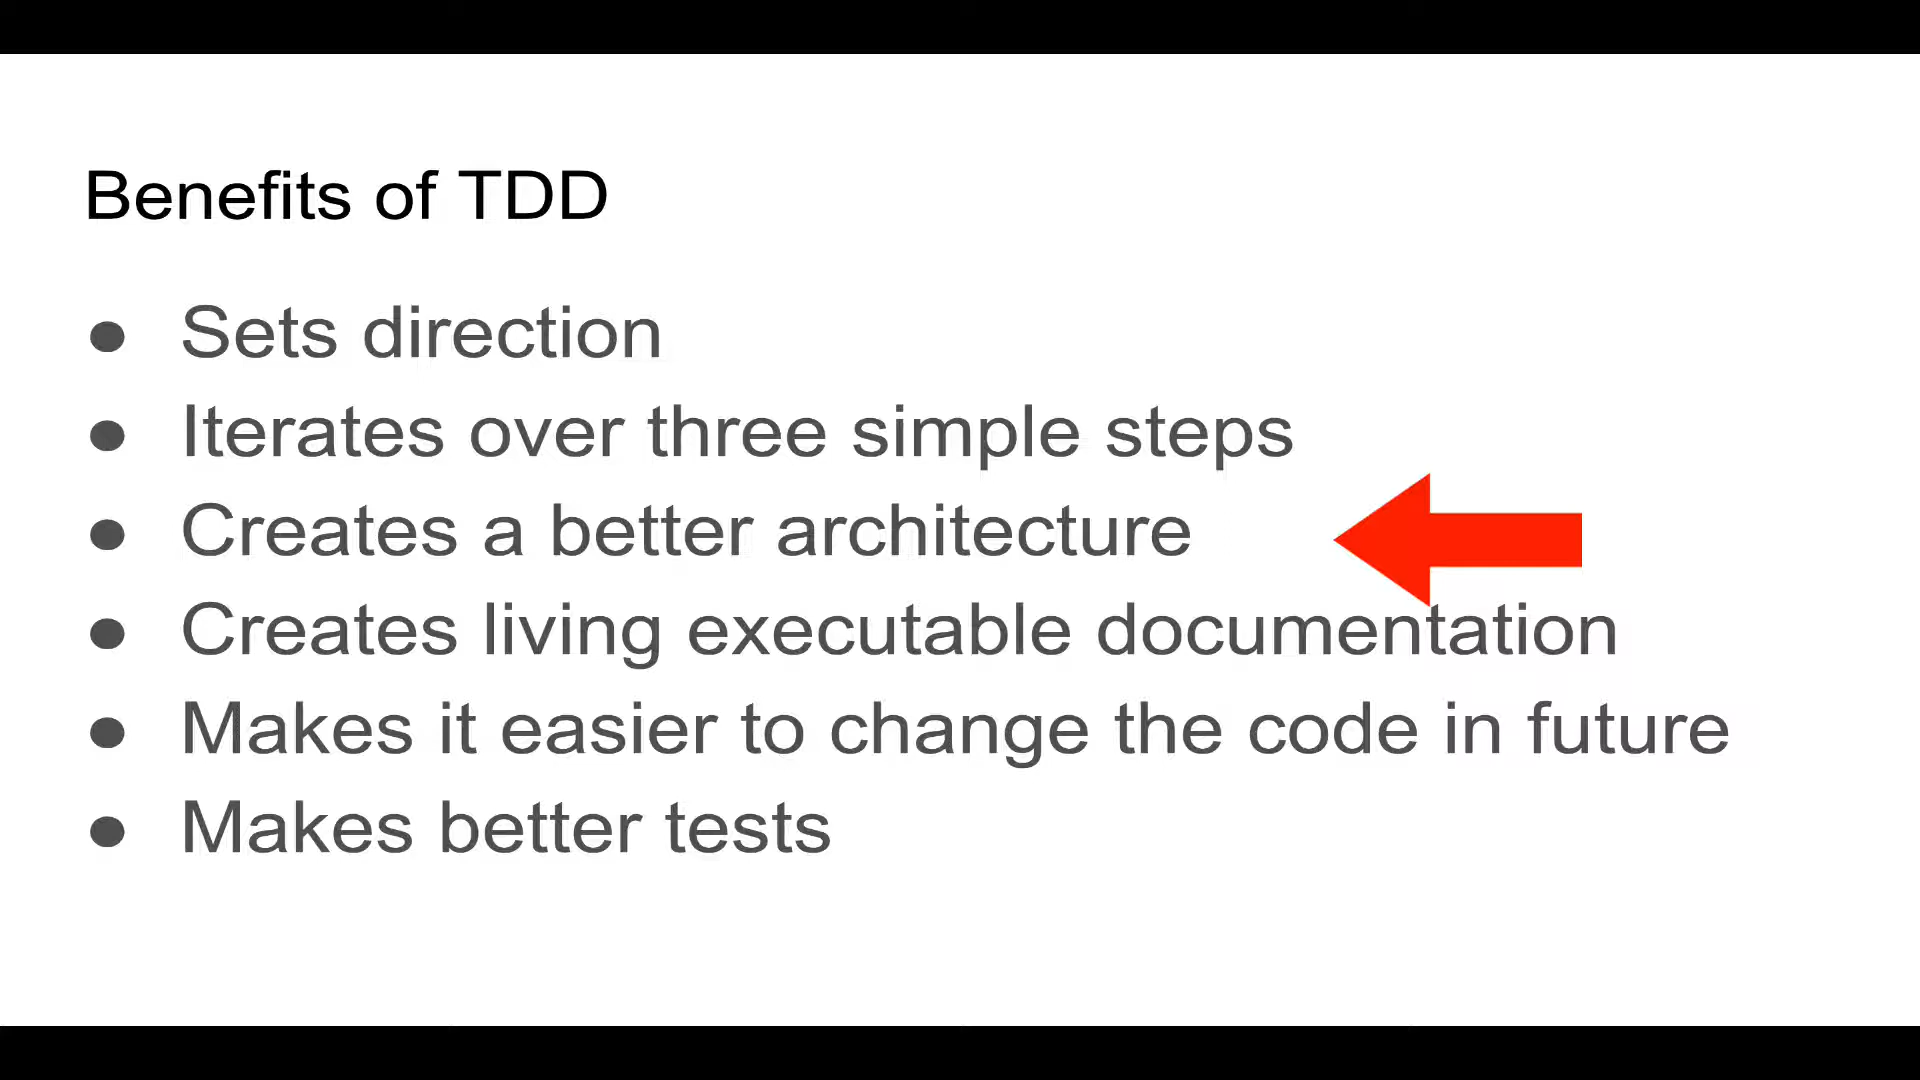 Benefits of TDD
● Sets direction
● Iterates over three simple steps
● Creates a better architecture
● Creates living executable documentation
● Makes it easier to change the code in future
● Makes better tests